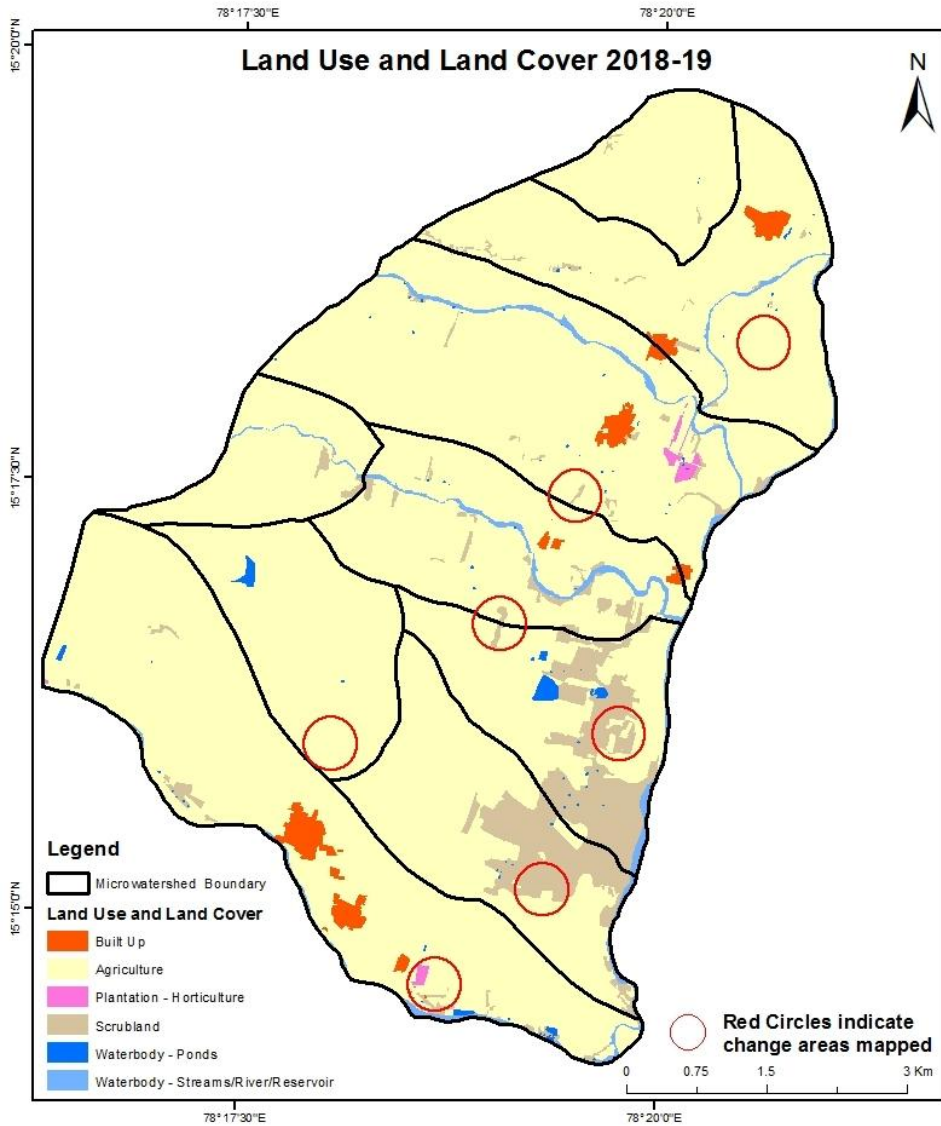 78°17'30"E
78°20'0"E
15°20'0"N
Land Use and Land Cover 2018-19
N
15°17'30"N
15°15'0"N
Legend
Microwatershed Boundary
Land Use and Land Cover
Built Up
Agriculture
Plantation - Horticulture
Scrubland
Waterbody - Ponds
Waterbody - Streams/River/Reservoir
Red Circles indicate
change areas mapped
0 0.75 1.5 3 Km
78°17'30"E
78°20'0"E